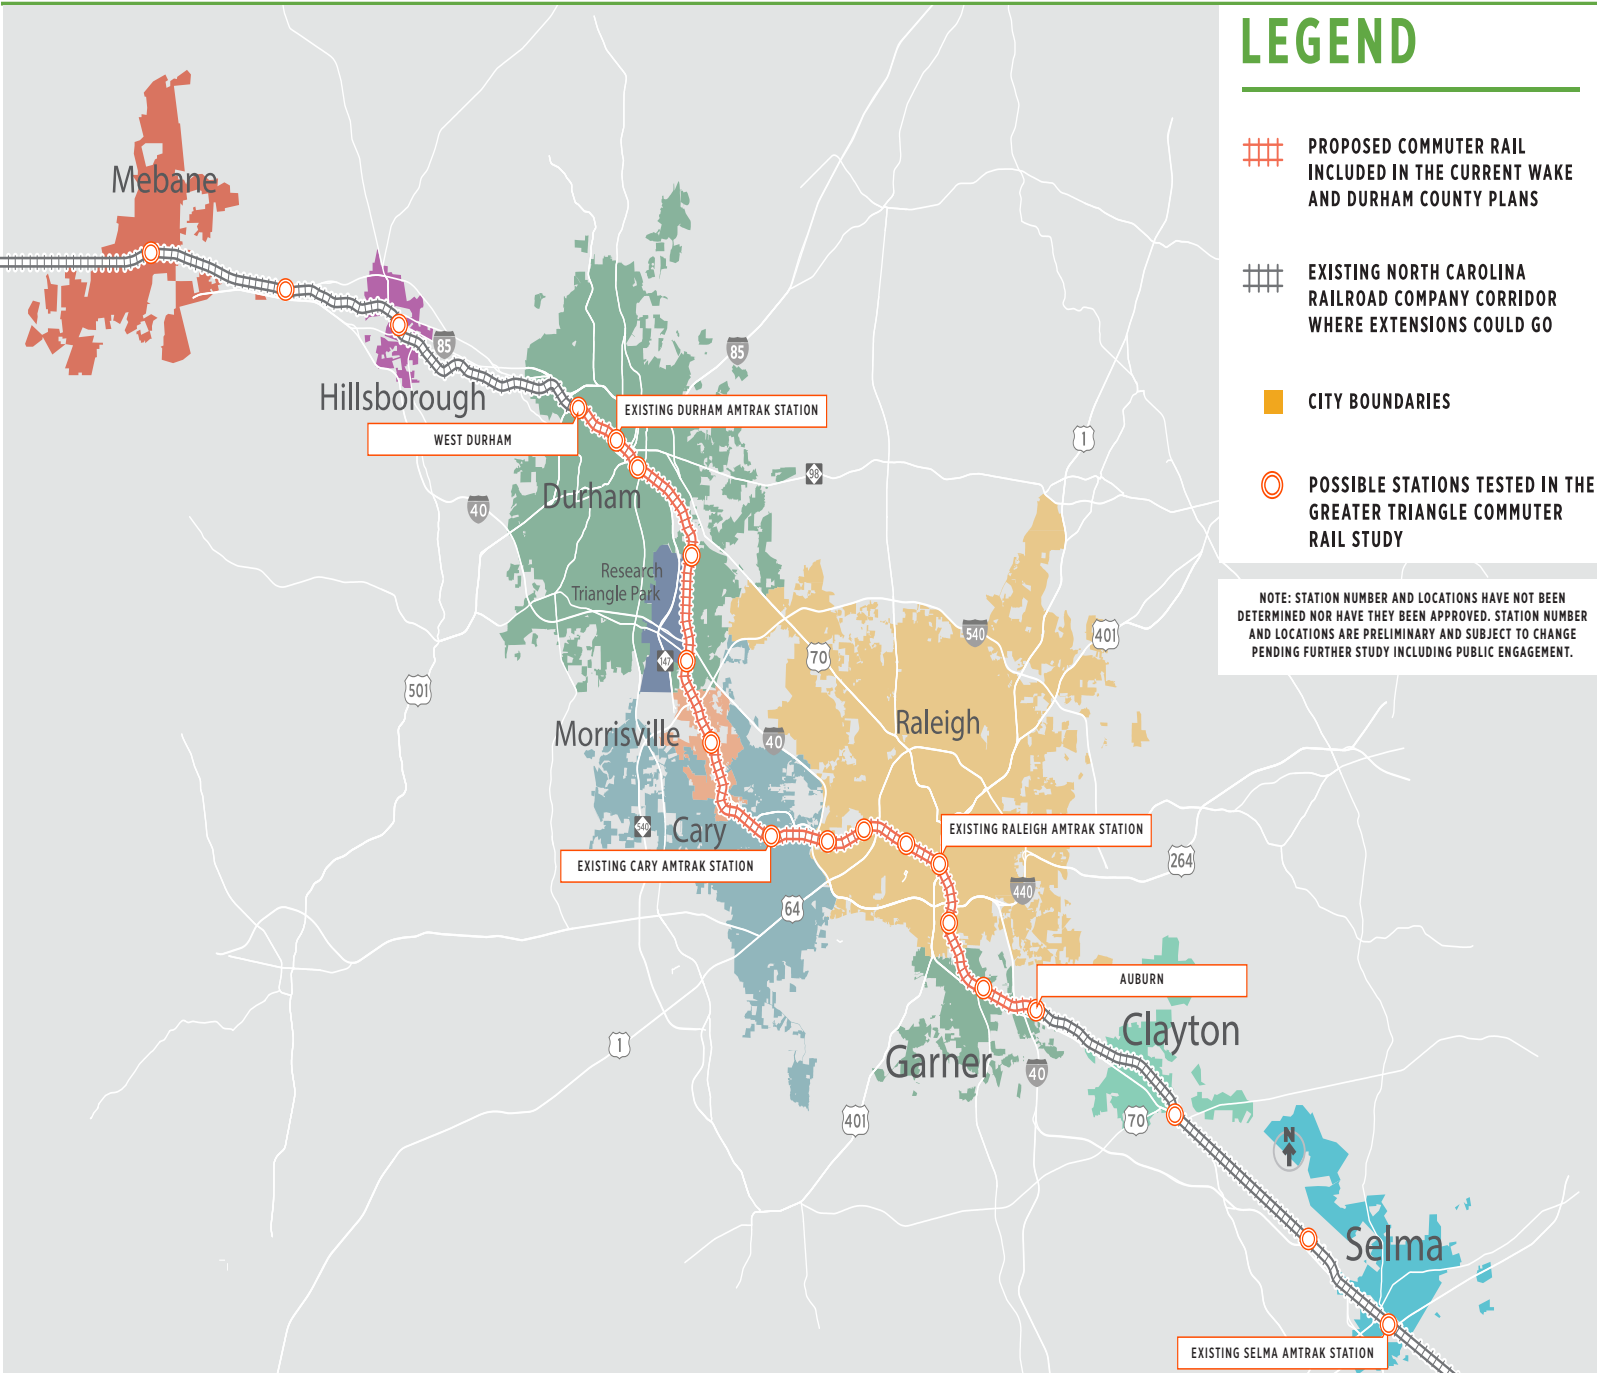 LEGEND
PROPOSED COMMUTER RAIL
INCLUDED IN THE CURRENT WAKE
AND DURHAM COUNTY PLANS
EXISTING NORTH CAROLINA
RAILROAD COMPANY CORRIDOR
WHERE EXTENSIONS COULD GO
CITY BOUNDARIES
POSSIBLE STATIONS TESTED IN THE
GREATER TRIANGLE COMMUTER
RAIL STUDY
NOTE: STATION NUMBER AND LOCATIONS HAVE NOT BEEN
DETERMINED NOR HAVE THEY BEEN APPROVED. STATION NUMBER
AND LOCATIONS ARE PRELIMINARY AND SUBJECT TO CHANGE
PENDING FURTHER STUDY INCLUDING PUBLIC ENGAGEMENT.
Mebane
85
85
Hillsborough
EXISTING DURHAM AMTRAK STATION
WEST DURHAM
1
98
Durham
40
Research
Triangle Park
540
401
70
147
501
Raleigh
Morrisville
40
540
Cary
EXISTING RALEIGH AMTRAK STATION
EXISTING CARY AMTRAK STATION
264
440
64
AUBURN
Clayton
1
Garner
40
401
70
N
Selma
EXISTING SELMA AMTRAK STATION